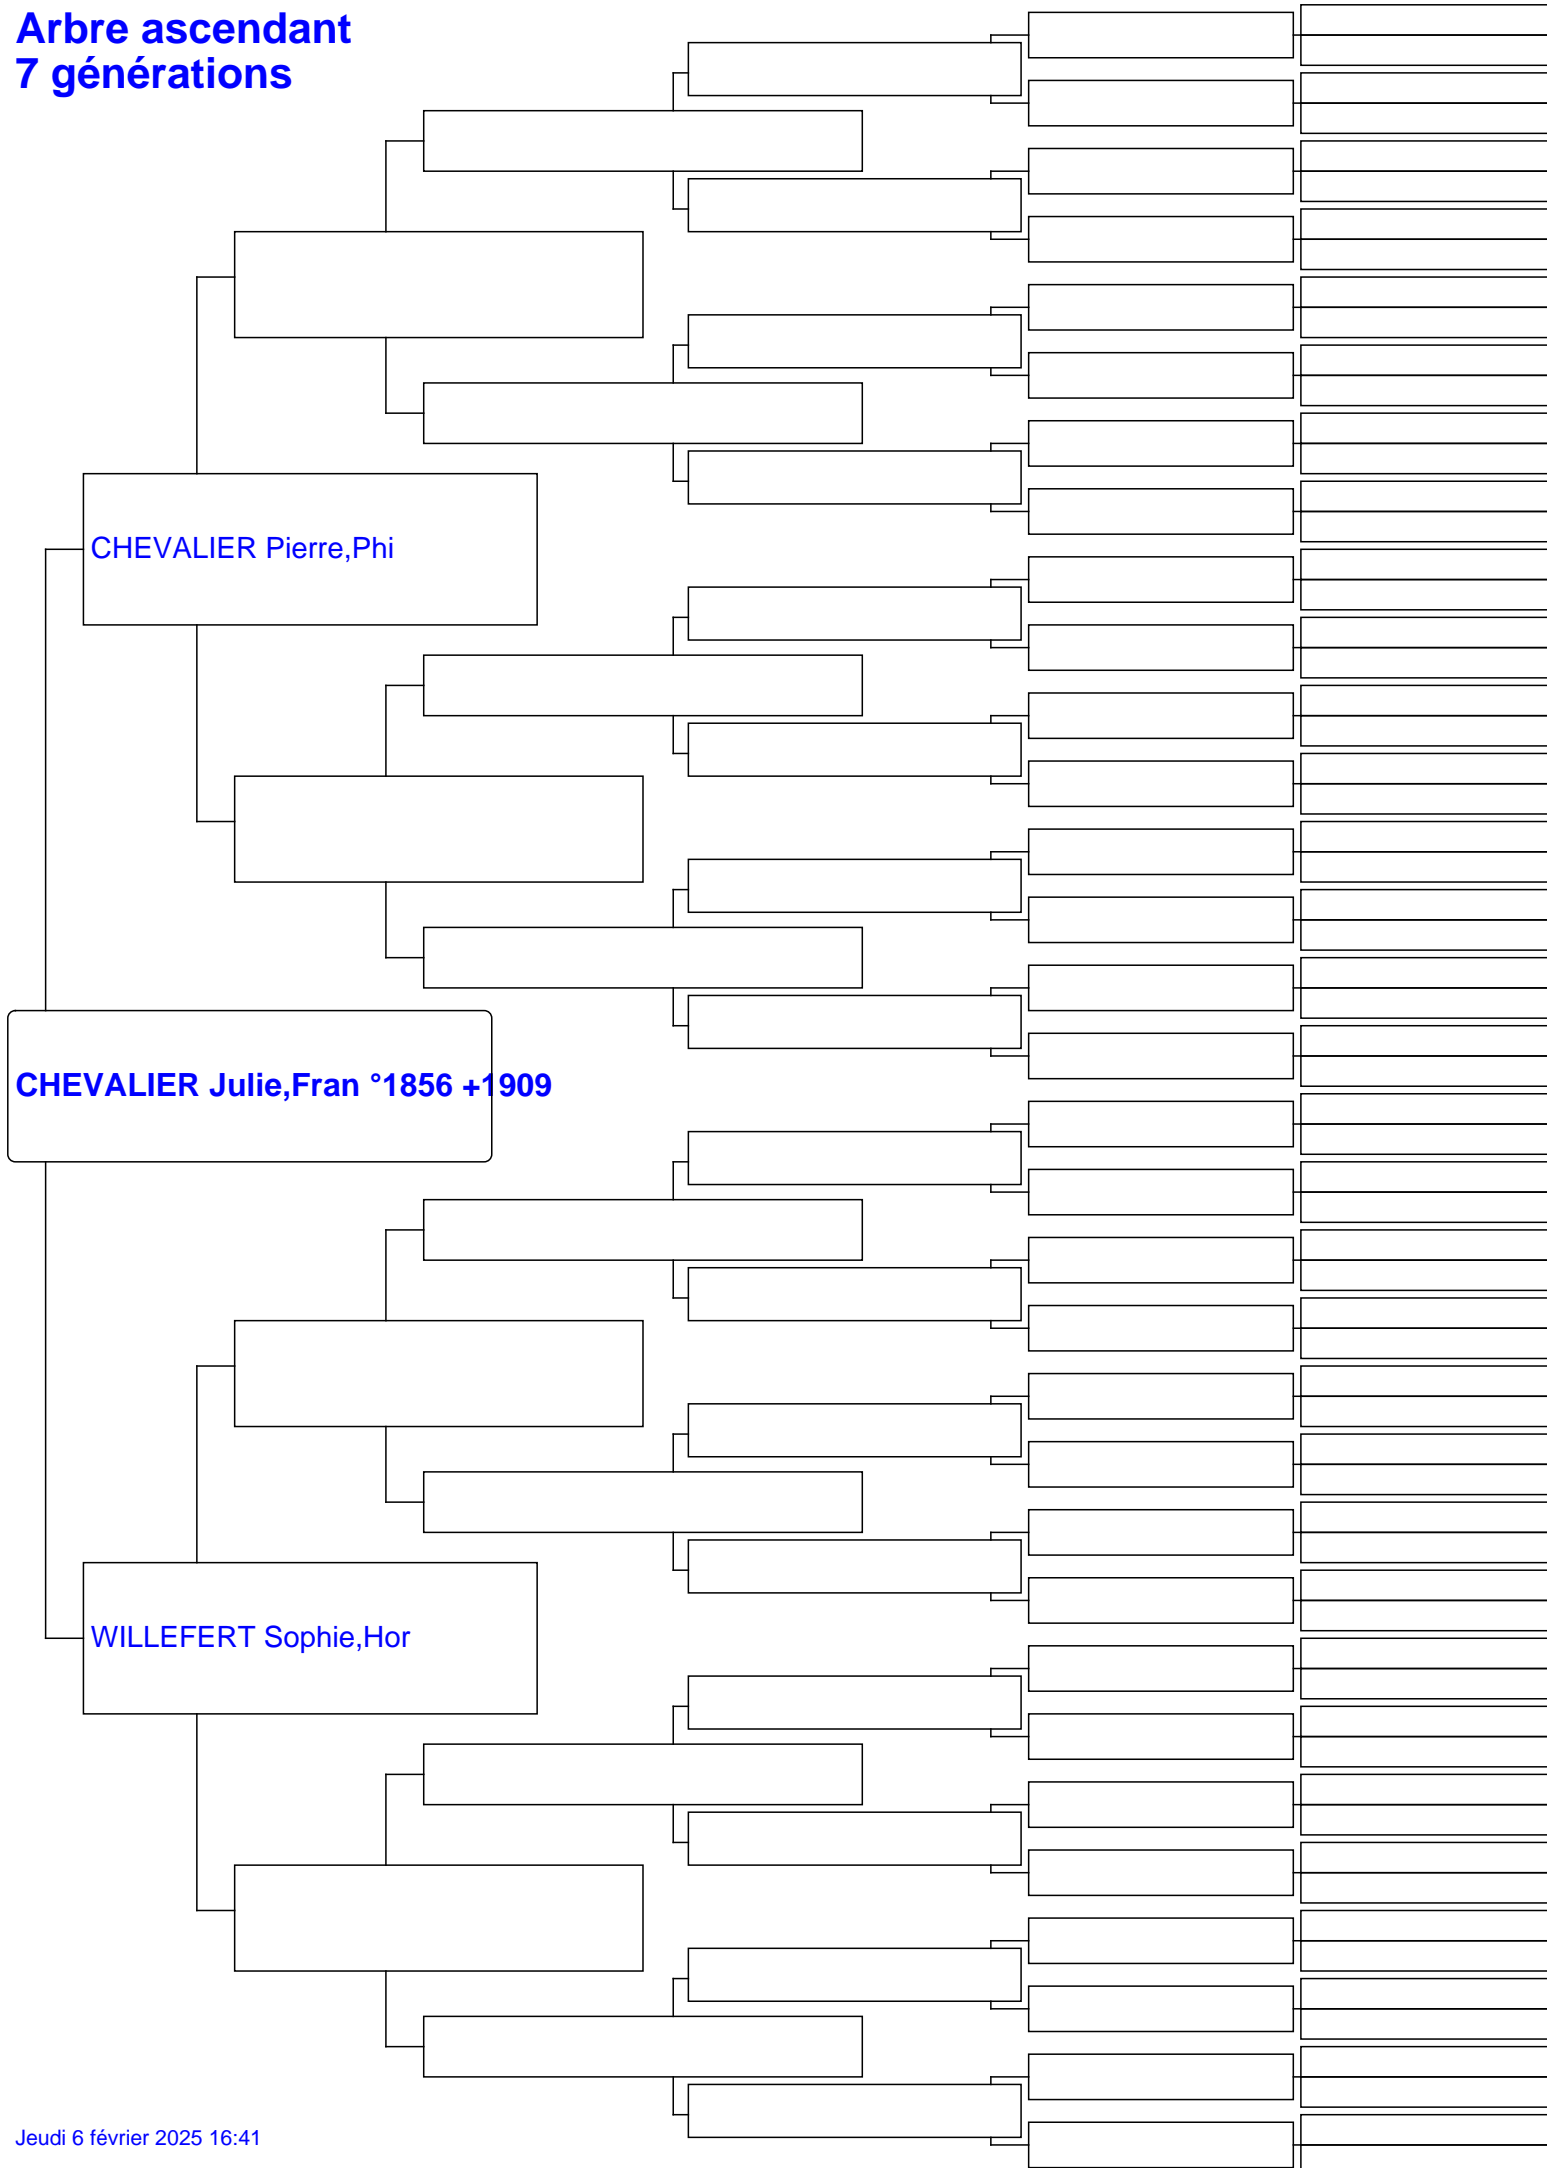 Arbre ascendant
7 générations
CHEVALIER Pierre,Phi
CHEVALIER Julie,Fran °1856 +1909
WILLEFERT Sophie,Hor
Jeudi 6 février 2025 16:41